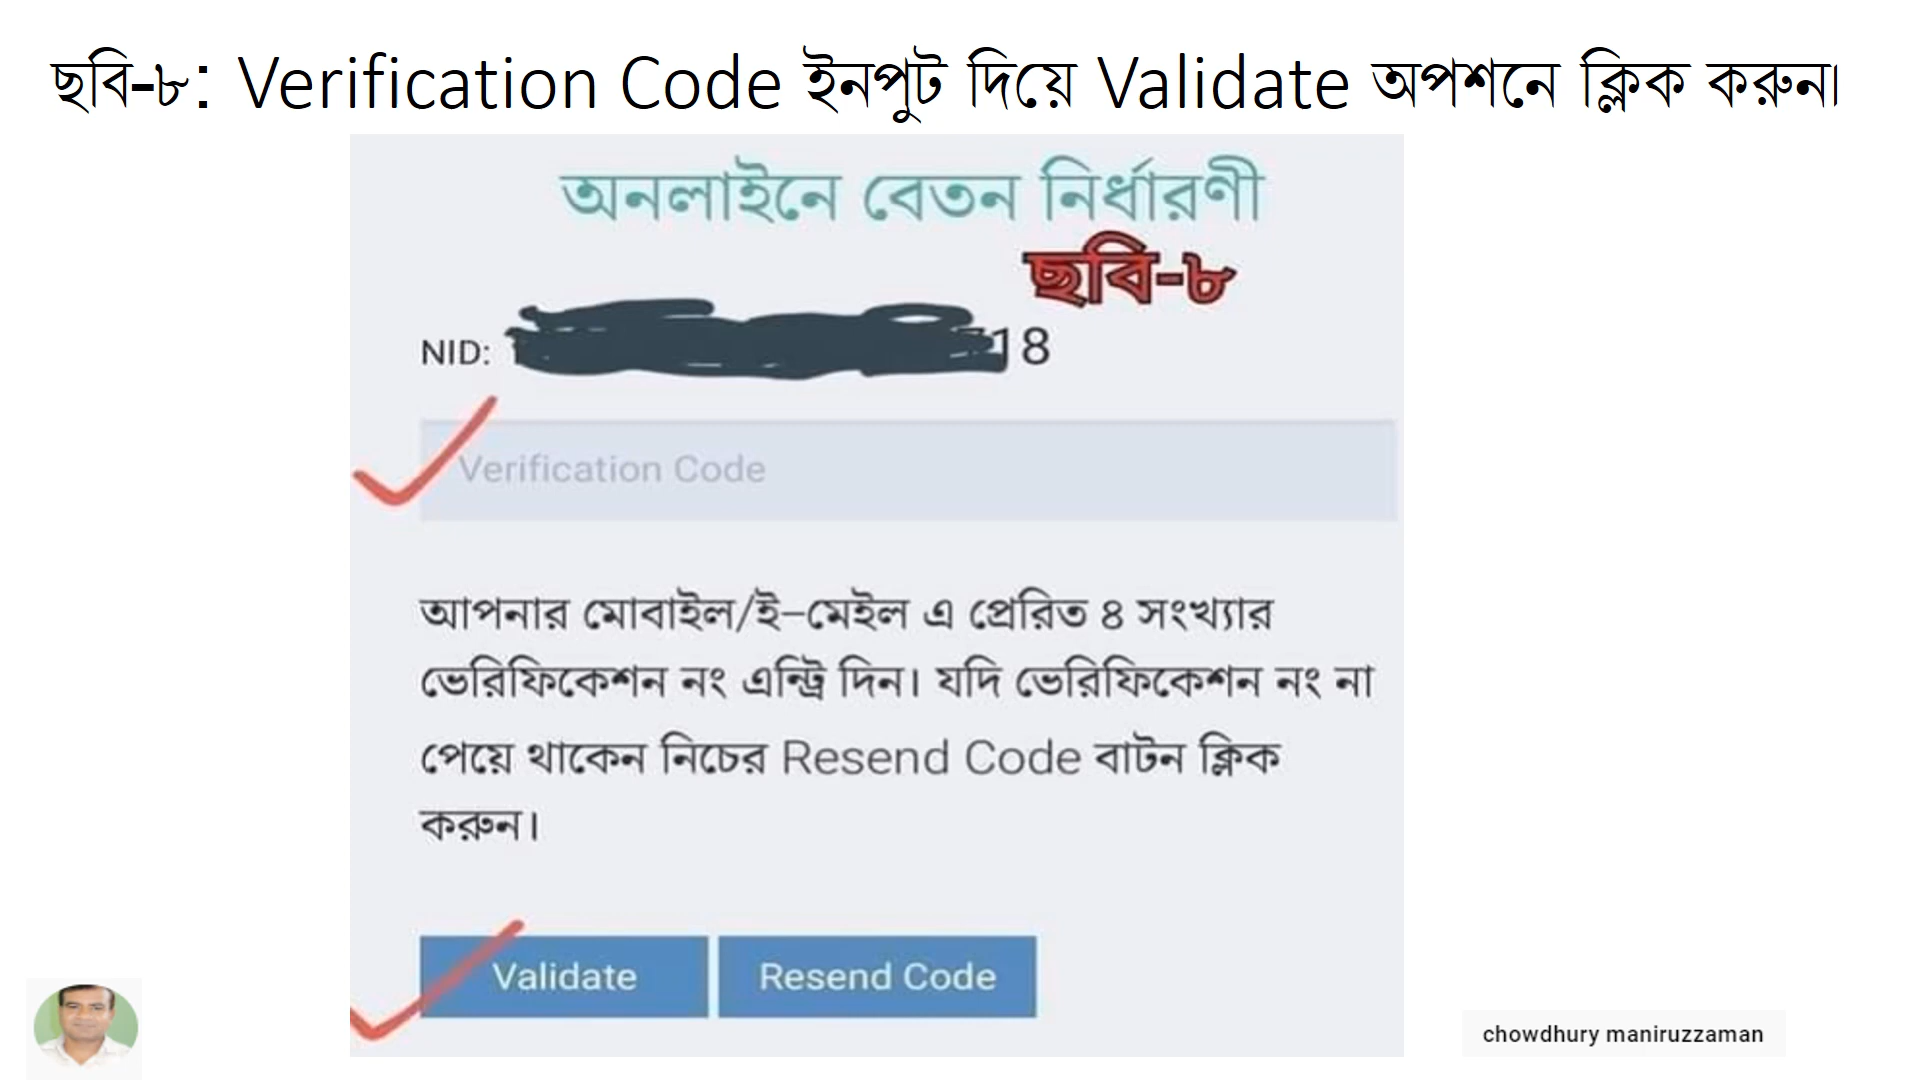 ছবি-৮: Verification Code ইনপুট দিয়ে Validate অপশনে ক্লিক করুন।
অনলাইনে বেতন নির্ধারণী
ছবি-৮
NID: 18
Verification Code
আপনার মোবাইল/ই-মেইল এ প্রেরিত ৪ সংখ্যার
ভেরিফিকেশন নং এন্ট্রি দিন। যদি ভেরিফিকেশন নং না
পেয়ে থাকেন নিচের Resend Code বাটন ক্লিক
করুন।
Validate Resend Code
chowdhury maniruzzaman